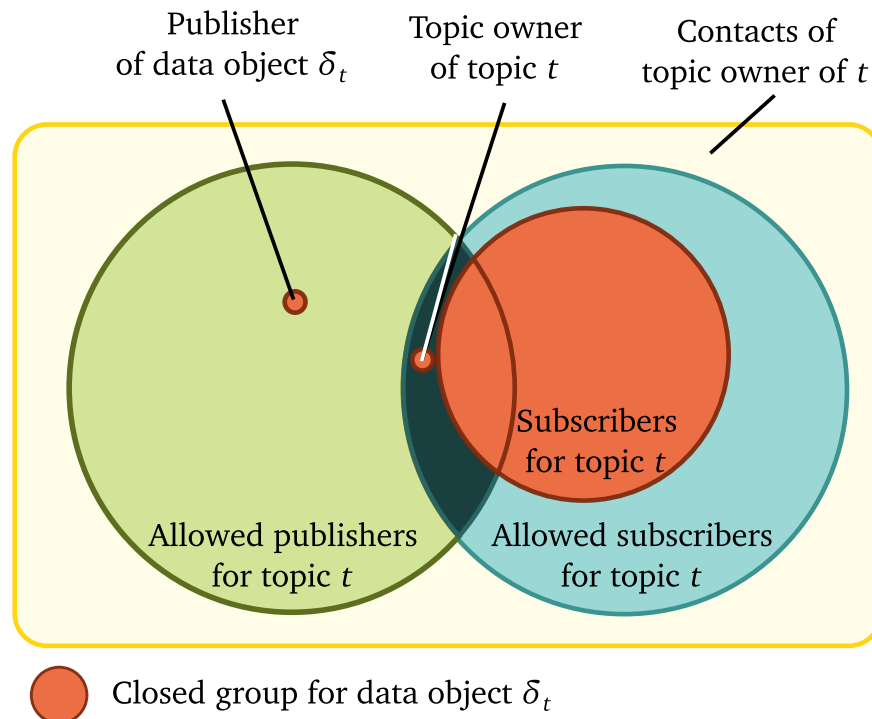 Publisher
of data object δₜ
Topic owner
of topic t
Contacts of
topic owner of t
Subscribers
for topic t
Allowed publishers
for topic t
Allowed subscribers
for topic t
Closed group for data object δₜ